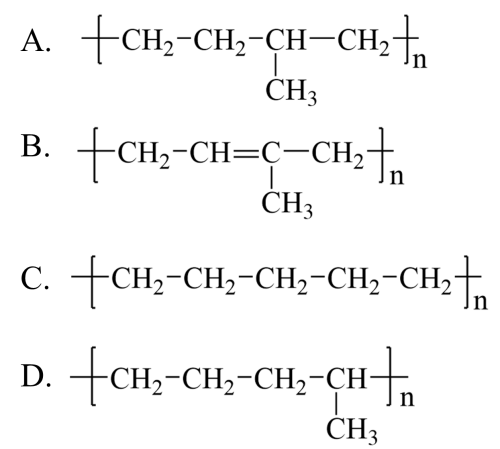 A. [CH₂-CH₂-CH-CH₂]n
CH₃
B. [CH₂-CH=C-CH₂]n
CH₃
C. [CH₂-CH₂-CH₂-CH₂-CH₂]n
D. [CH₂-CH₂-CH₂-CH]n
CH₃